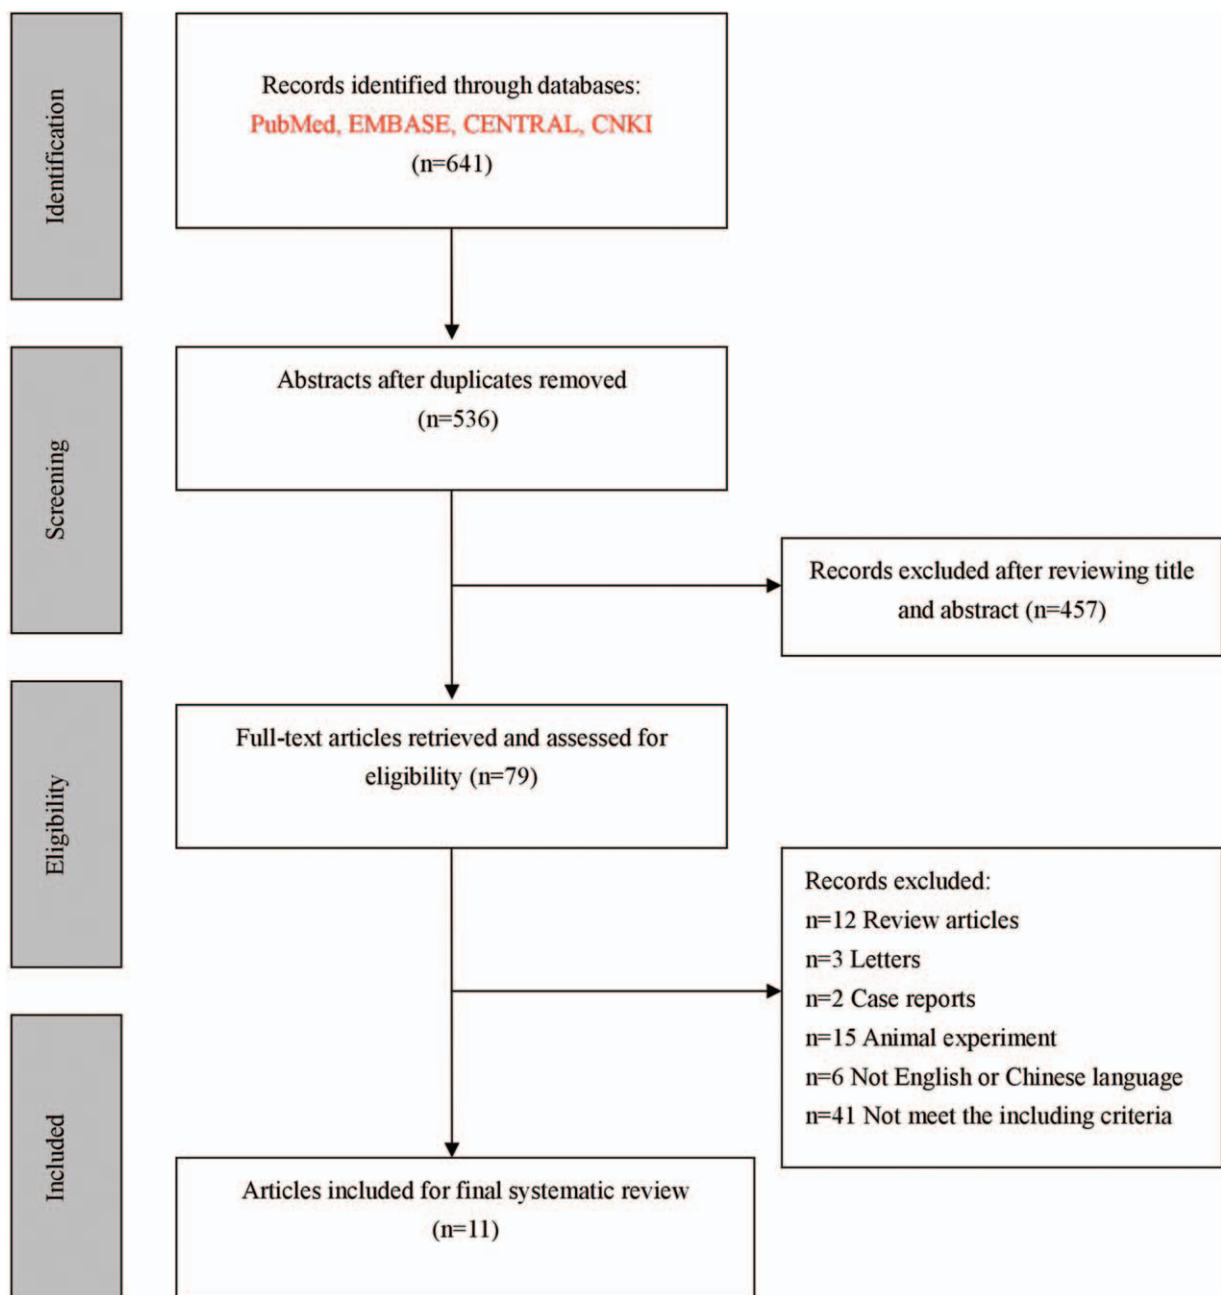 Identification
Records identified through databases:
PubMed, EMBASE, CENTRAL, CNKI
(n=641)
Screening
Abstracts after duplicates removed
(n=536)
Records excluded after reviewing title
and abstract (n=457)
Eligibility
Full-text articles retrieved and assessed for
eligibility (n=79)
Records excluded:
n=12 Review articles
n=3 Letters
n=2 Case reports
n=15 Animal experiment
n=6 Not English or Chinese language
n=41 Not meet the including criteria
Included
Articles included for final systematic review
(n=11)